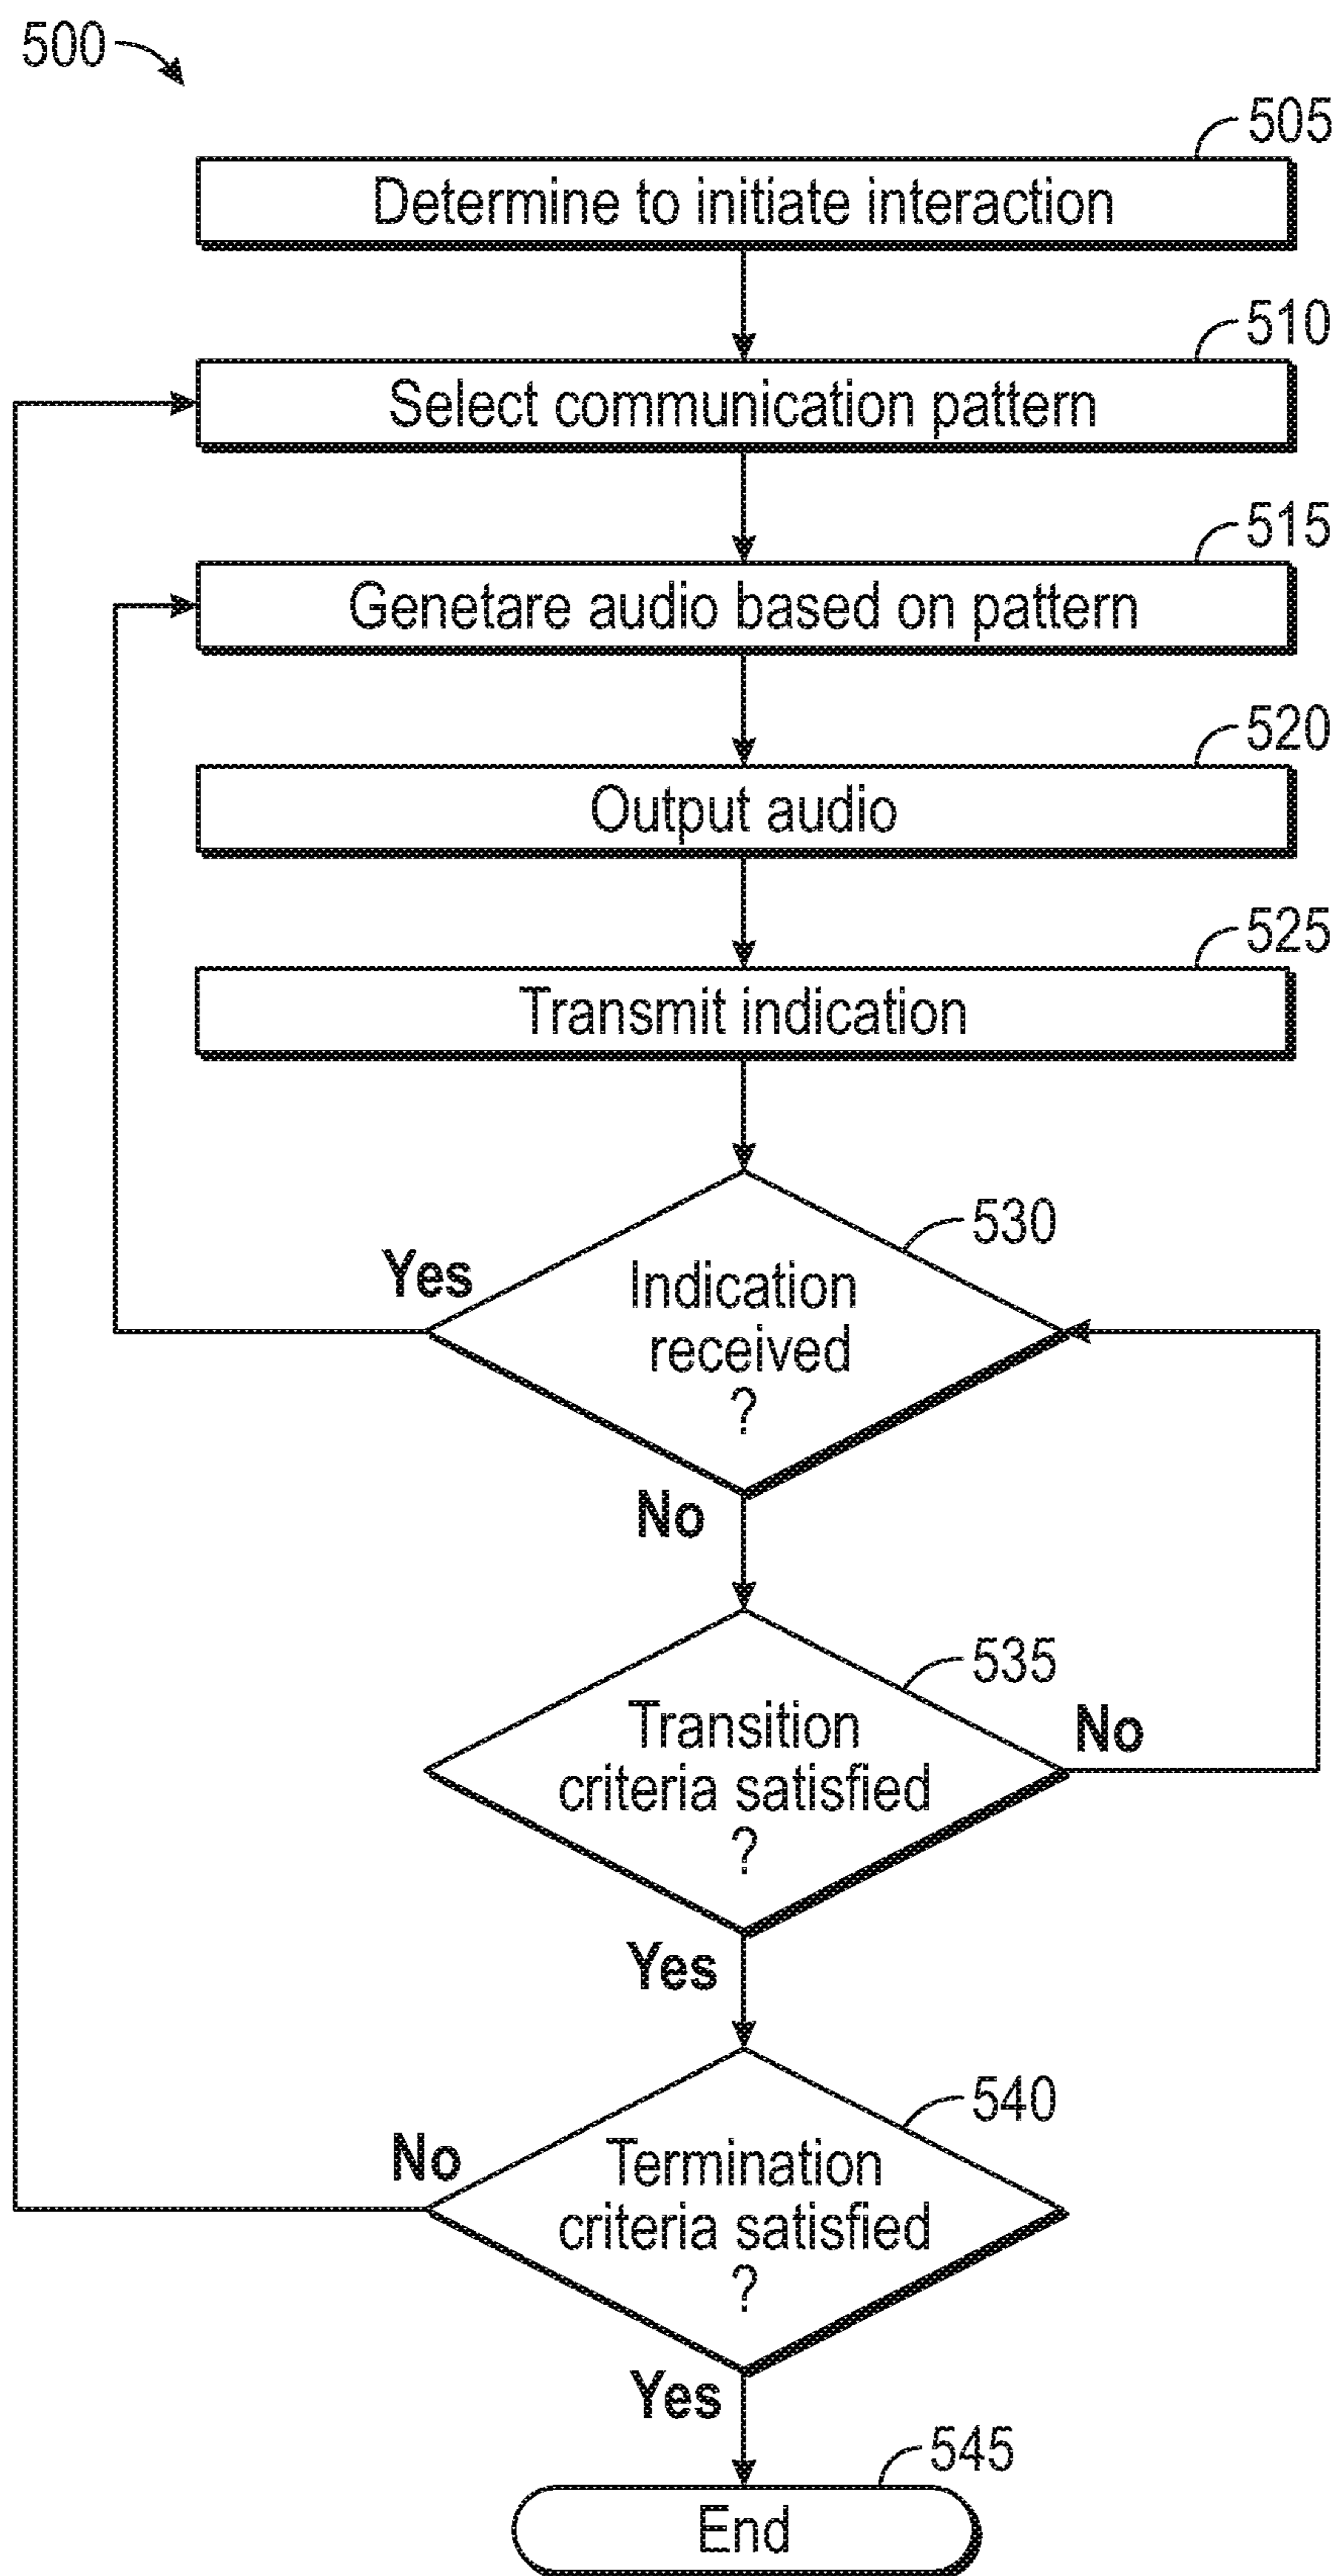 500
505
Determine to initiate interaction
510
Select communication pattern
515
Genetare audio based on pattern
520
Output audio
525
Transmit indication
530
Yes
Indication
received
?
No
535
Transition
criteria satisfied
?
No
Yes
540
No
Termination
criteria satisfied
?
Yes
545
End